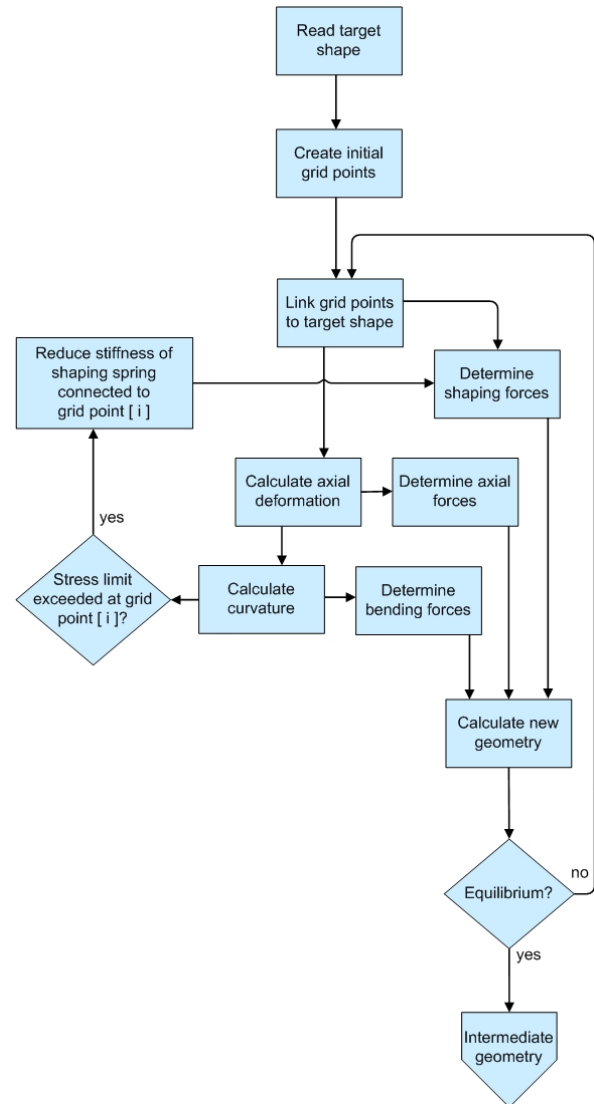 Read target
shape
Create initial
grid points
Link grid points
to target shape
Reduce stiffness of
shaping spring
connected to
grid point [ i ]
Determine
shaping forces
Calculate axial
deformation
Determine axial
forces
yes
Stress limit
exceeded at grid
point [ i ]?
Calculate
curvature
Determine
bending forces
Calculate new
geometry
Equilibrium?
no
yes
Intermediate
geometry